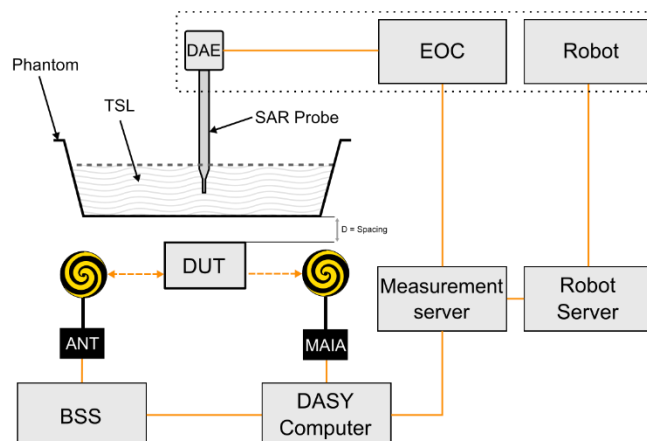 DAE
EOC
Robot
Phantom
TSL
SAR Probe
D = Spacing
DUT
Measurement
server
Robot
Server
ANT
MAIA
BSS
DASY
Computer